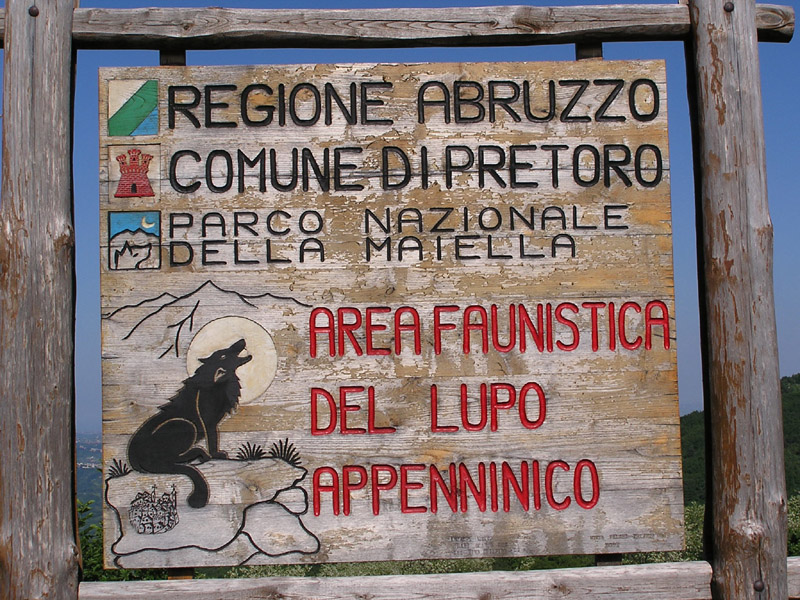 REGIONE ABRUZZO
COMUNE DI PRETORO
PARCO NAZIONALE
DELLA MAIELLA
AREA FAUNISTICA
DEL LUPO
APPENNINICO